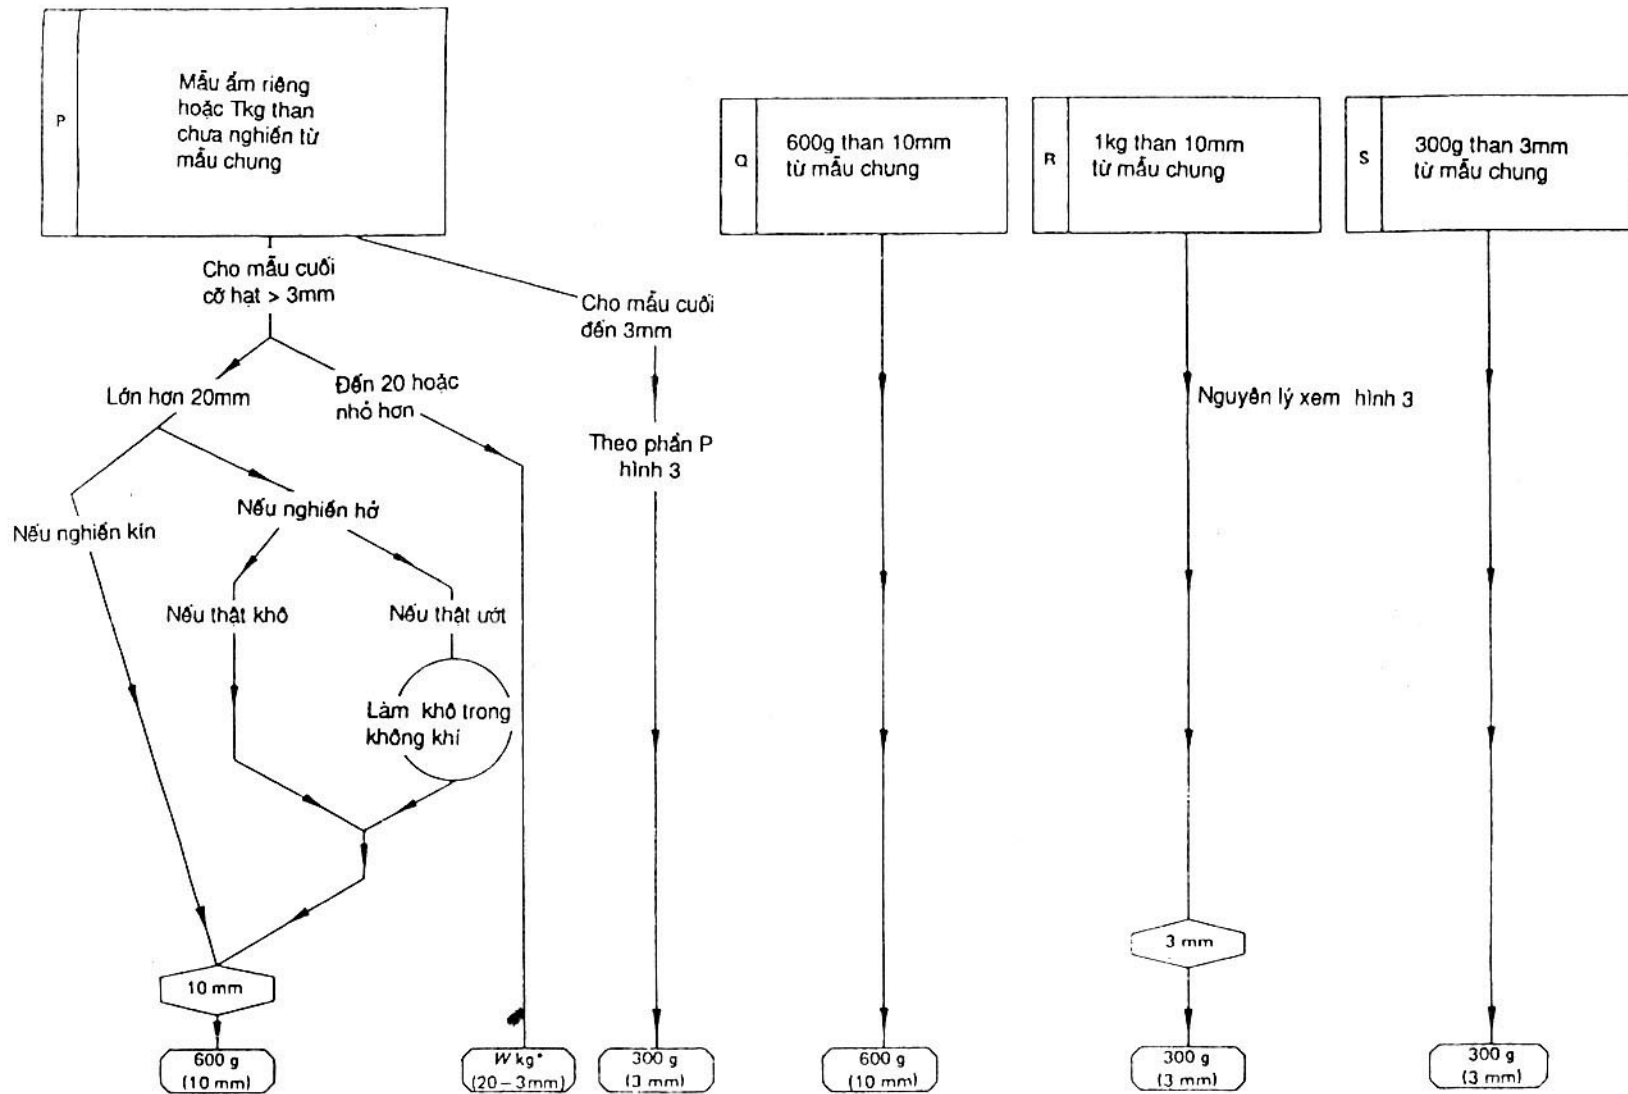 P
Mẫu ẩm riêng
hoặc Tkg than
chưa nghiền từ
mẫu chung
Q
600g than 10mm
từ mẫu chung
R
1kg than 10mm
từ mẫu chung
S
300g than 3mm
từ mẫu chung
Cho mẫu cuối
cỡ hạt > 3mm
Cho mẫu cuối
đến 3mm
Lớn hơn 20mm
Đến 20 hoặc
nhỏ hơn
Nguyên lý xem hình 3
Theo phần P
hình 3
Nếu nghiền kín
Nếu nghiền hở
Nếu thật khô
Nếu thật ướt
Làm khô trong
không khí
3 mm
10 mm
600 g
(10 mm)
W kg*
(20-3mm)
300 g
(3 mm)
600 g
(10 mm)
300 g
(3 mm)
300 g
(3 mm)